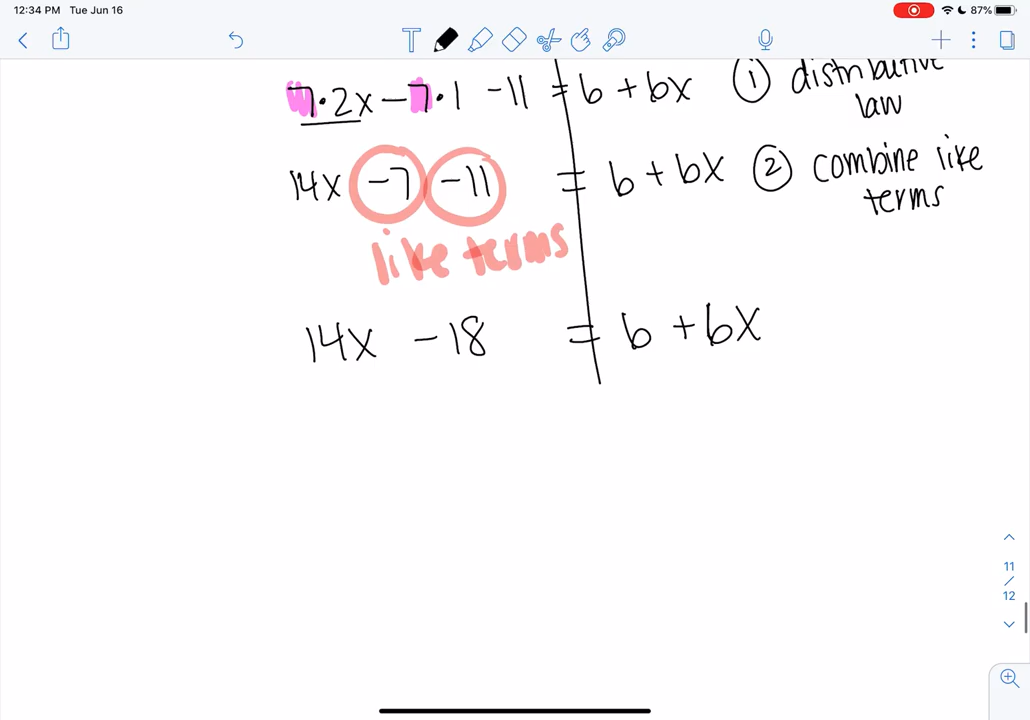 12:34 PM Tue Jun 16 87%
7·2x - 7·1 - 11 = 6 + 6x ① distributive
law
14x -7 -11 = 6 + 6x ② combine like
terms
like terms
14x - 18 = 6 + 6x
11
/
12